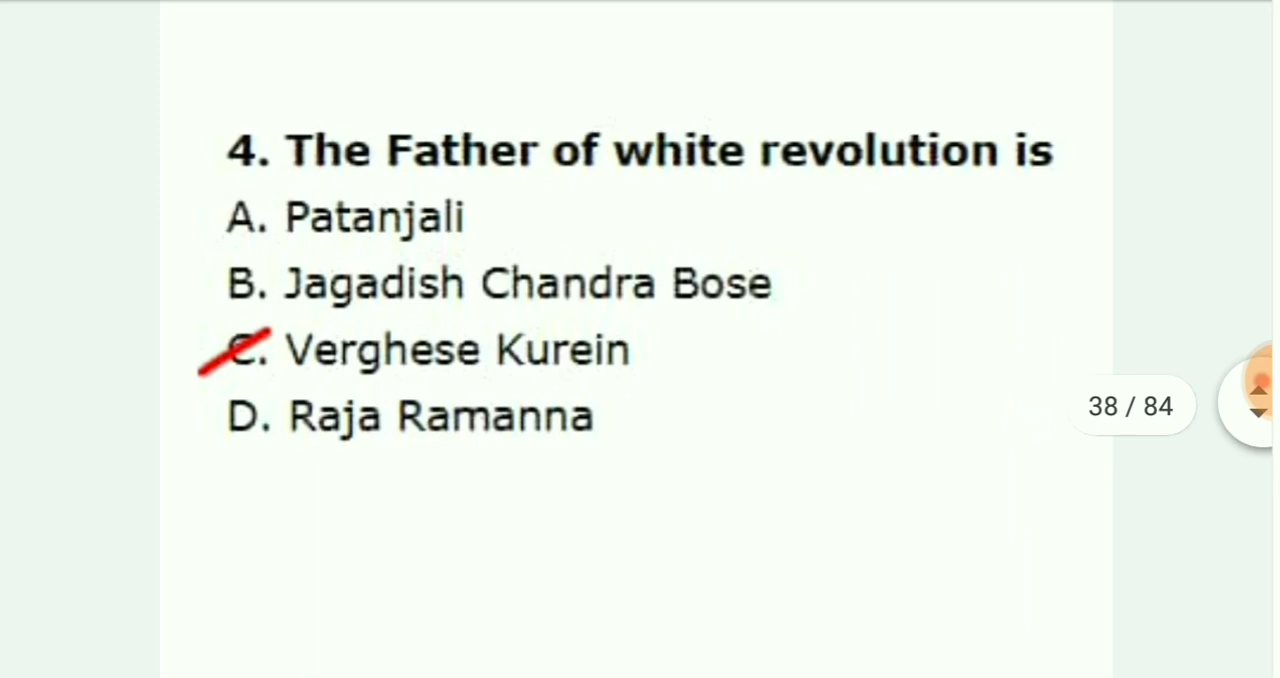 4. The Father of white revolution is
A. Patanjali
B. Jagadish Chandra Bose
C. Verghese Kurein
D. Raja Ramanna
38 / 84